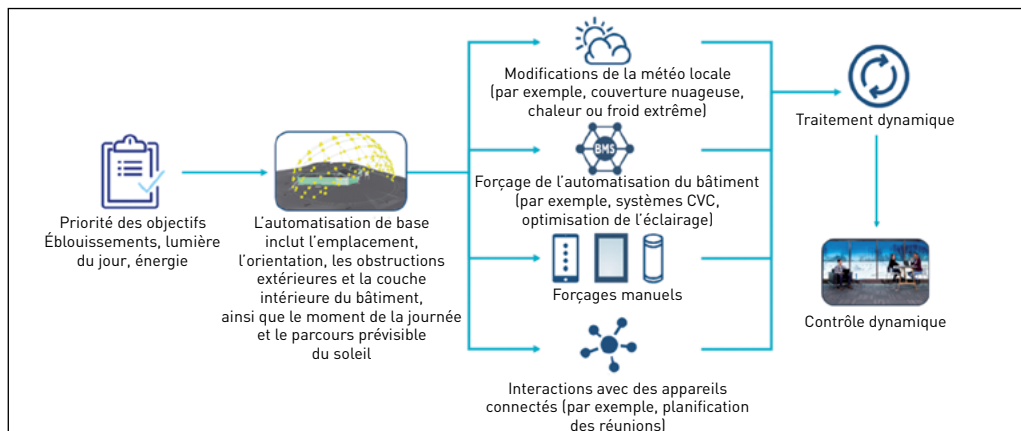 Priorité des objectifs
Éblouissements, lumière
du jour, énergie
L'automatisation de base
inclut l'emplacement,
l'orientation, les obstructions
extérieures et la couche
intérieure du bâtiment,
ainsi que le moment de la journée
et le parcours prévisible
du soleil
Modifications de la météo locale
(par exemple, couverture nuageuse,
chaleur ou froid extrême)
BMS
Forçage de l'automatisation du bâtiment
(par exemple, systèmes CVC,
optimisation de l'éclairage)
Forçages manuels
Interactions avec des appareils
connectés (par exemple, planification
des réunions)
Traitement dynamique
Contrôle dynamique